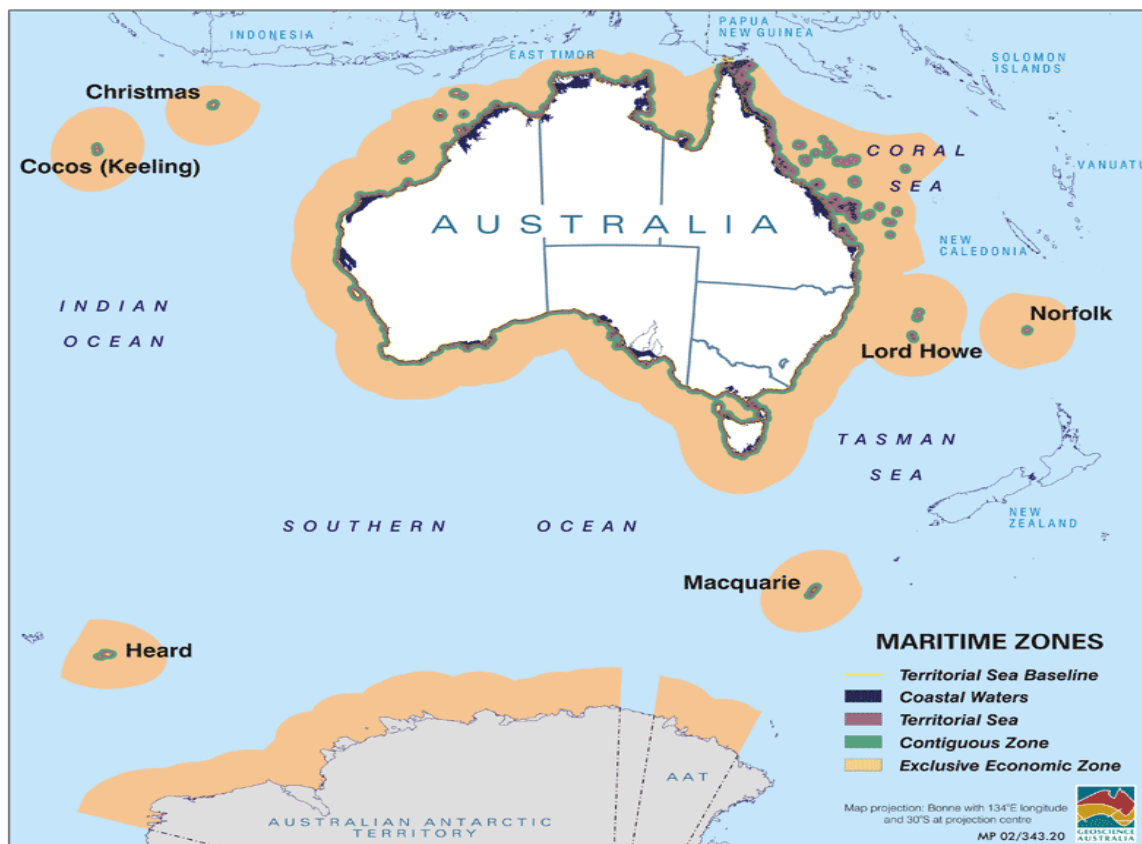 INDONESIA
PAPUA
NEW GUINEA
EAST TIMOR
SOLOMON
ISLANDS
Christmas
Cocos (Keeling)
CORAL
SEA
VANUATU
AUSTRALIA
NEW
CALEDONIA
INDIAN
OCEAN
Norfolk
Lord Howe
TASMAN
SEA
SOUTHERN OCEAN
NEW
ZEALAND
Macquarie
Heard
MARITIME ZONES
Territorial Sea Baseline
Coastal Waters
Territorial Sea
Contiguous Zone
Exclusive Economic Zone
AAT
AUSTRALIAN ANTARCTIC
TERRITORY
Map projection: Bonne with 134°E longitude
and 30°S at projection centre
MP 02/343.20
GEOSCIENCE
AUSTRALIA